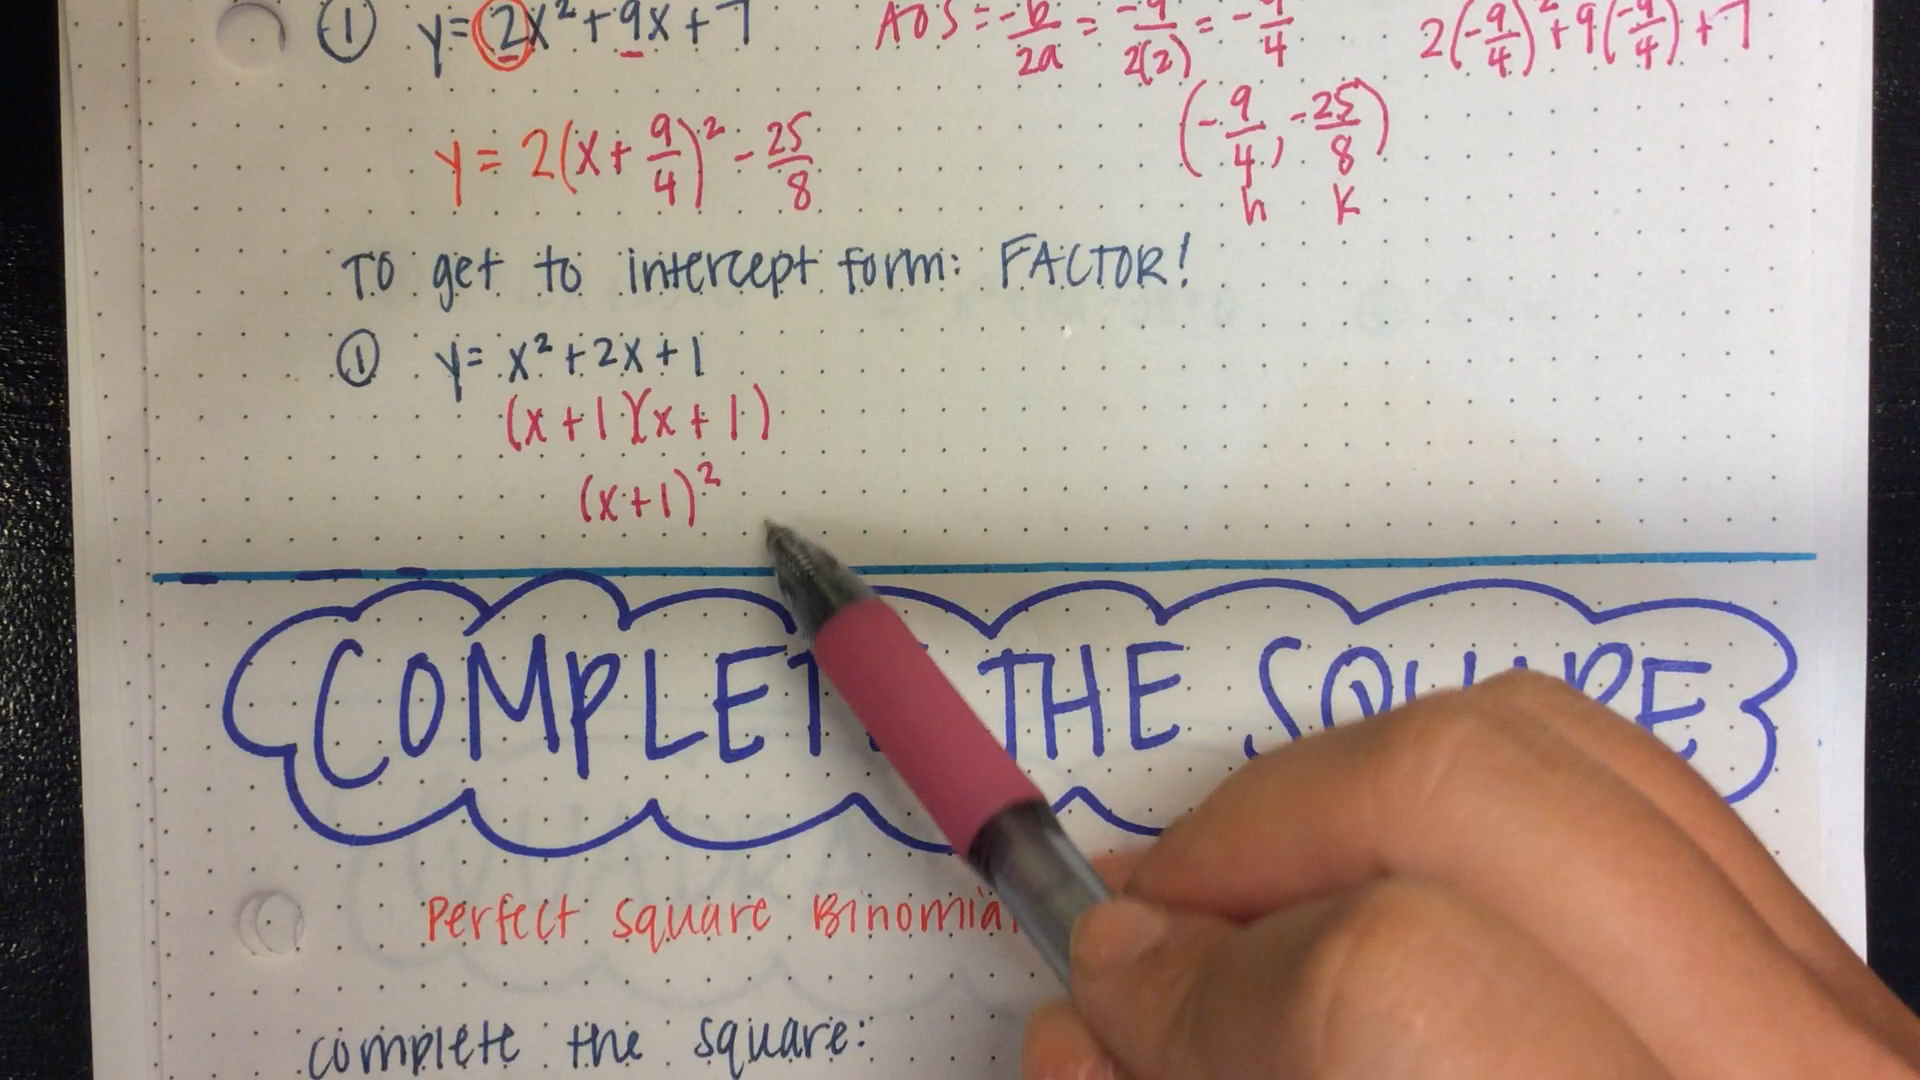 ① y=2x²+9x+7 AOS = -b/2a = -9/2(2) = -9/4 2(-9/4)²+9(-9/4)+7
(-9/4, -25/8)
y = 2(x+9/4)² - 25/8
h k
To get to intercept form: FACTOR!
① y= x²+2x+1
(x+1)(x+1)
(x+1)²
COMPLETE THE SQUARE
Perfect Square Binomial
complete the square: